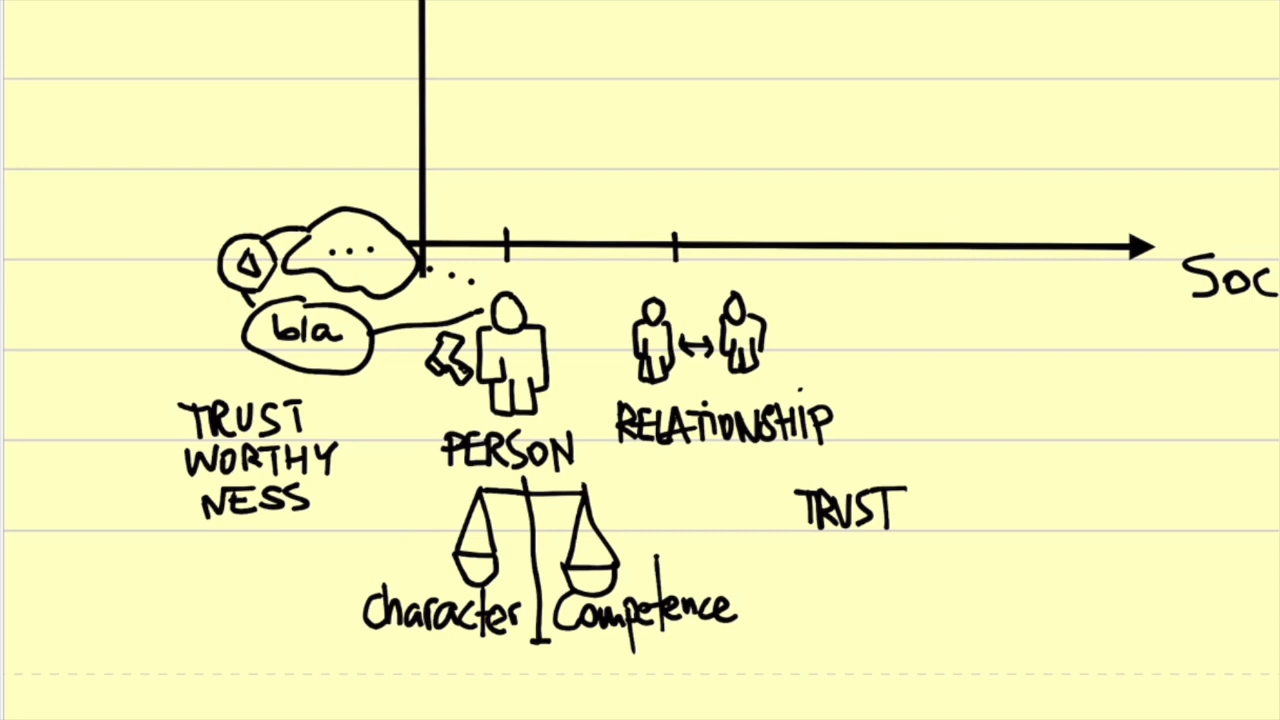 Soc
...
bla
TRUST
WORTHY
NESS
PERSON
RELATIONSHIP
TRUST
Character
Competence